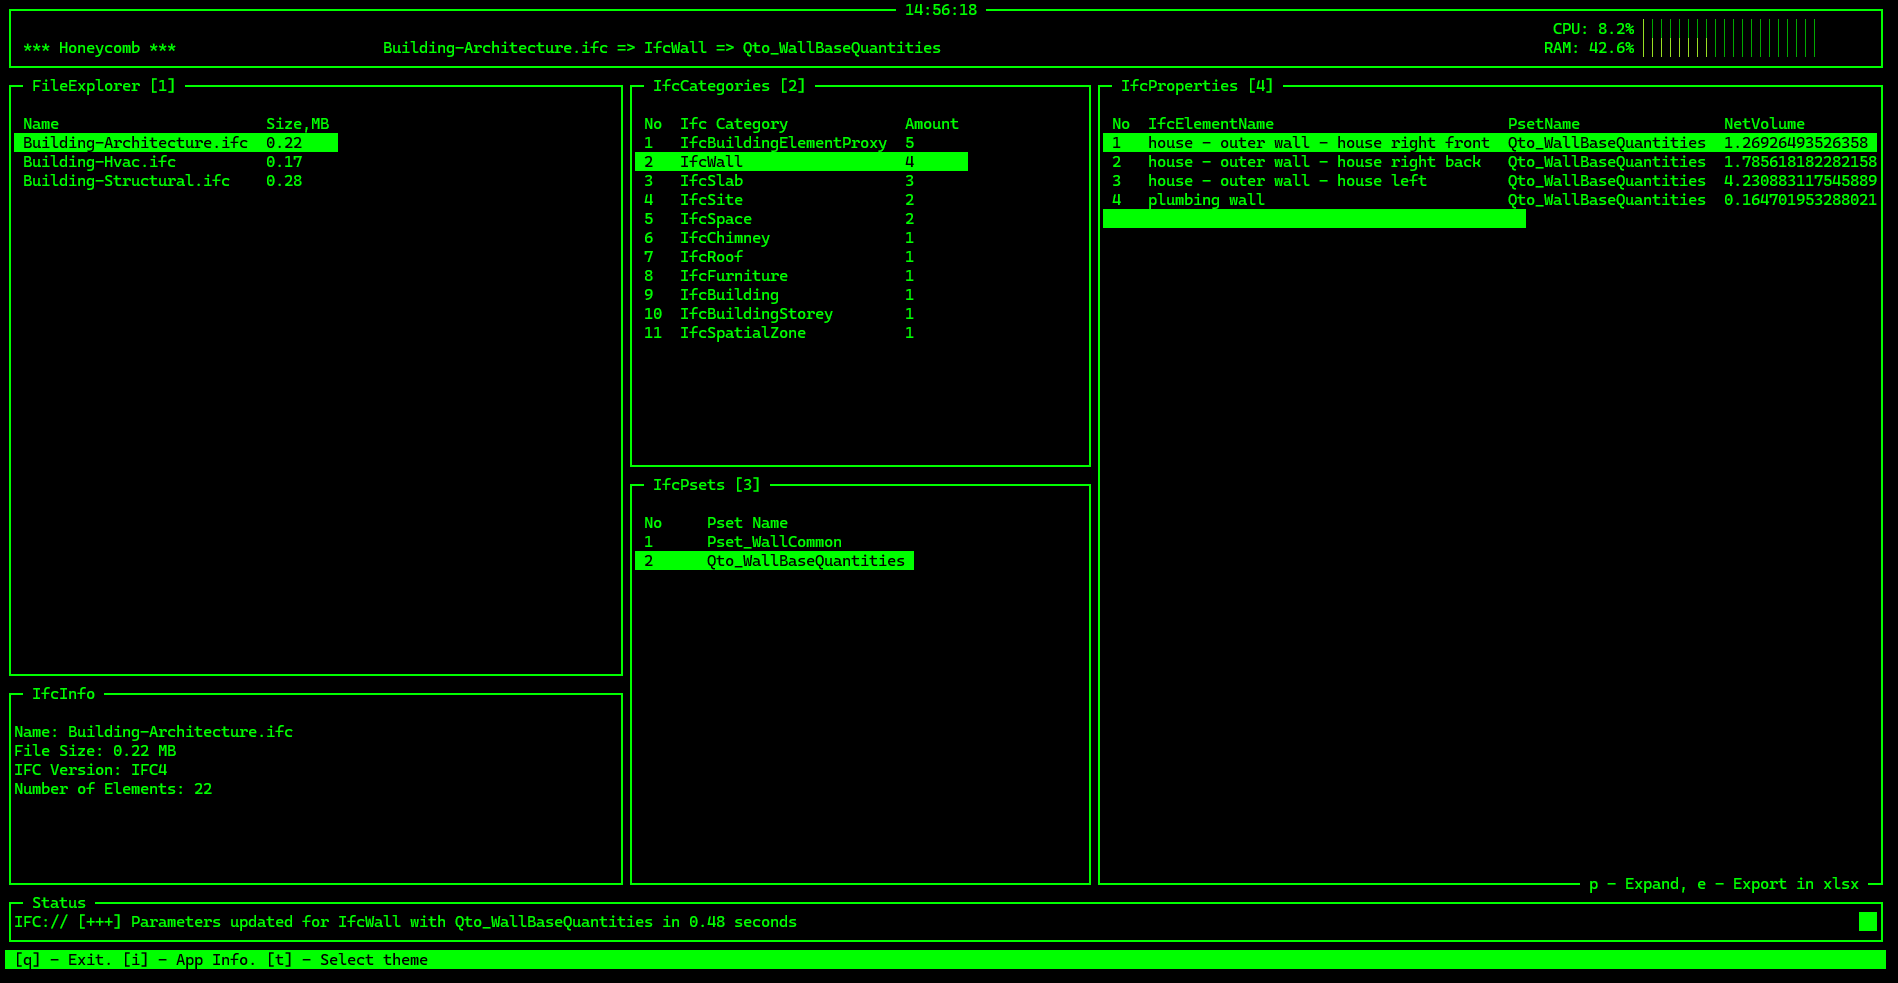 14:56:18
*** Honeycomb ***
Building-Architecture.ifc => IfcWall => Qto_WallBaseQuantities
CPU: 8.2%
RAM: 42.6%
FileExplorer [1]
Name Size,MB
Building-Architecture.ifc 0.22
Building-Hvac.ifc 0.17
Building-Structural.ifc 0.28
IfcInfo
Name: Building-Architecture.ifc
File Size: 0.22 MB
IFC Version: IFC4
Number of Elements: 22
IfcCategories [2]
No Ifc Category Amount
1 IfcBuildingElementProxy 5
2 IfcWall 4
3 IfcSlab 3
4 IfcSite 2
5 IfcSpace 2
6 IfcChimney 1
7 IfcRoof 1
8 IfcFurniture 1
9 IfcBuilding 1
10 IfcBuildingStorey 1
11 IfcSpatialZone 1
IfcPsets [3]
No Pset Name
1 Pset_WallCommon
2 Qto_WallBaseQuantities
IfcProperties [4]
No IfcElementName PsetName NetVolume
1 house - outer wall - house right front Qto_WallBaseQuantities 1.26926493526358
2 house - outer wall - house right back Qto_WallBaseQuantities 1.785618182282158
3 house - outer wall - house left Qto_WallBaseQuantities 4.230883117545889
4 plumbing wall Qto_WallBaseQuantities 0.164701953288021
p - Expand, e - Export in xlsx
Status
IFC:// [+++] Parameters updated for IfcWall with Qto_WallBaseQuantities in 0.48 seconds
[q] - Exit. [i] - App Info. [t] - Select theme